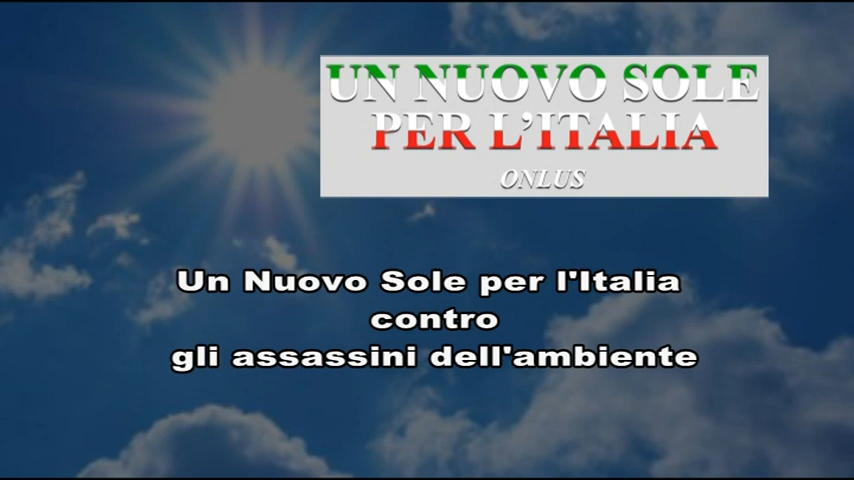 UN NUOVO SOLE
PER L'ITALIA
ONLUS
Un Nuovo Sole per l'Italia
contro
gli assassini dell'ambiente